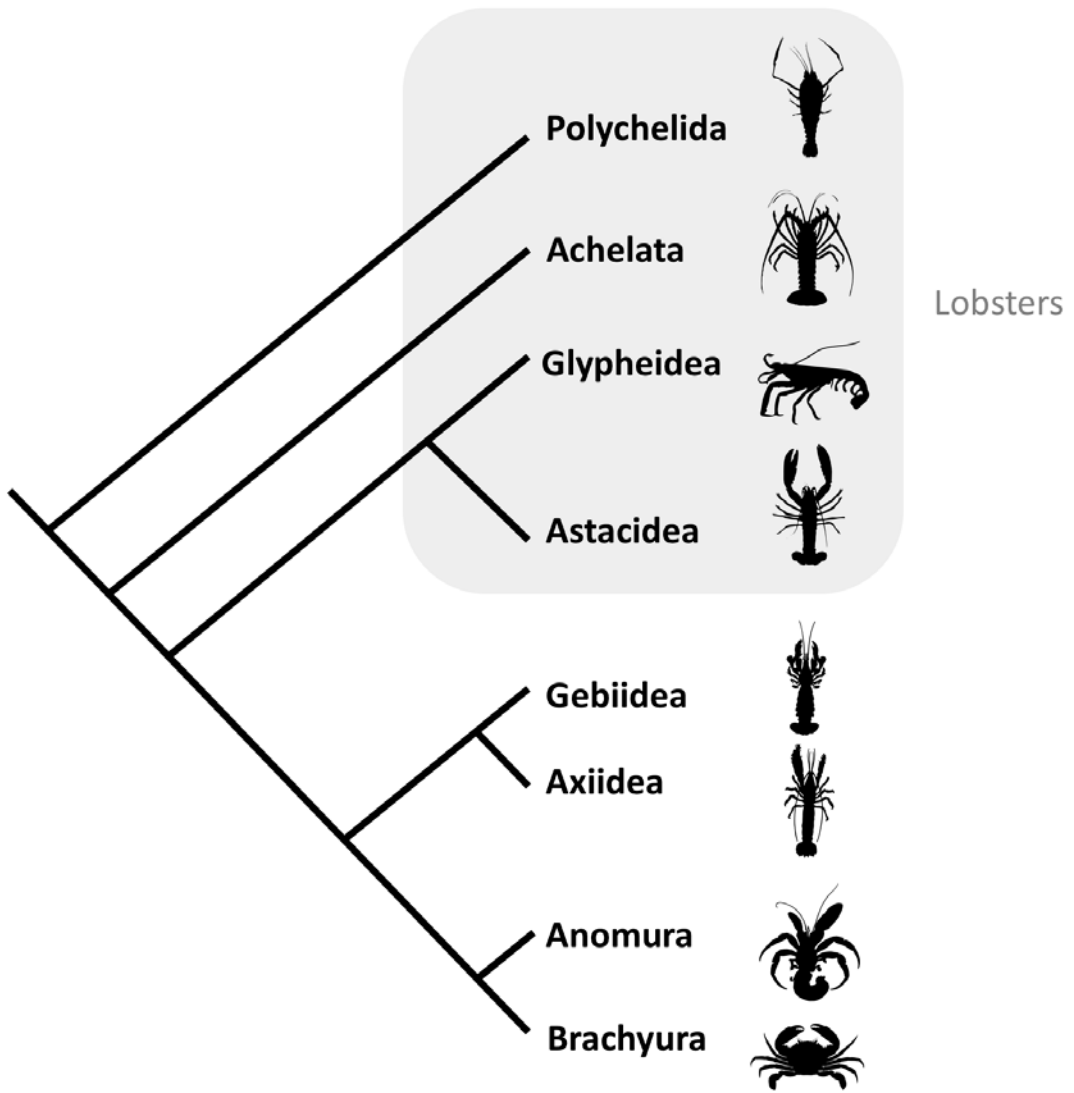 Polychelida
Achelata
Lobsters
Glypheidea
Astacidea
Gebiidea
Axiidea
Anomura
Brachyura